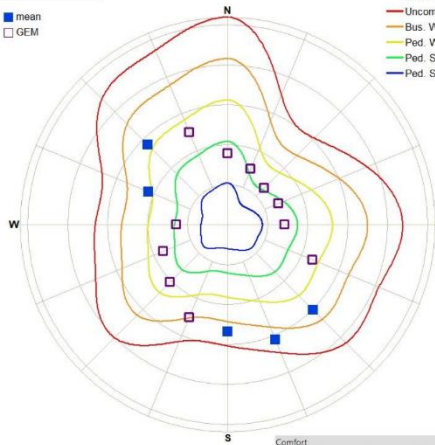 mean
GEM
N
Uncom
Bus. W
Ped. W
Ped. S
Ped. S
W
S
Comfort